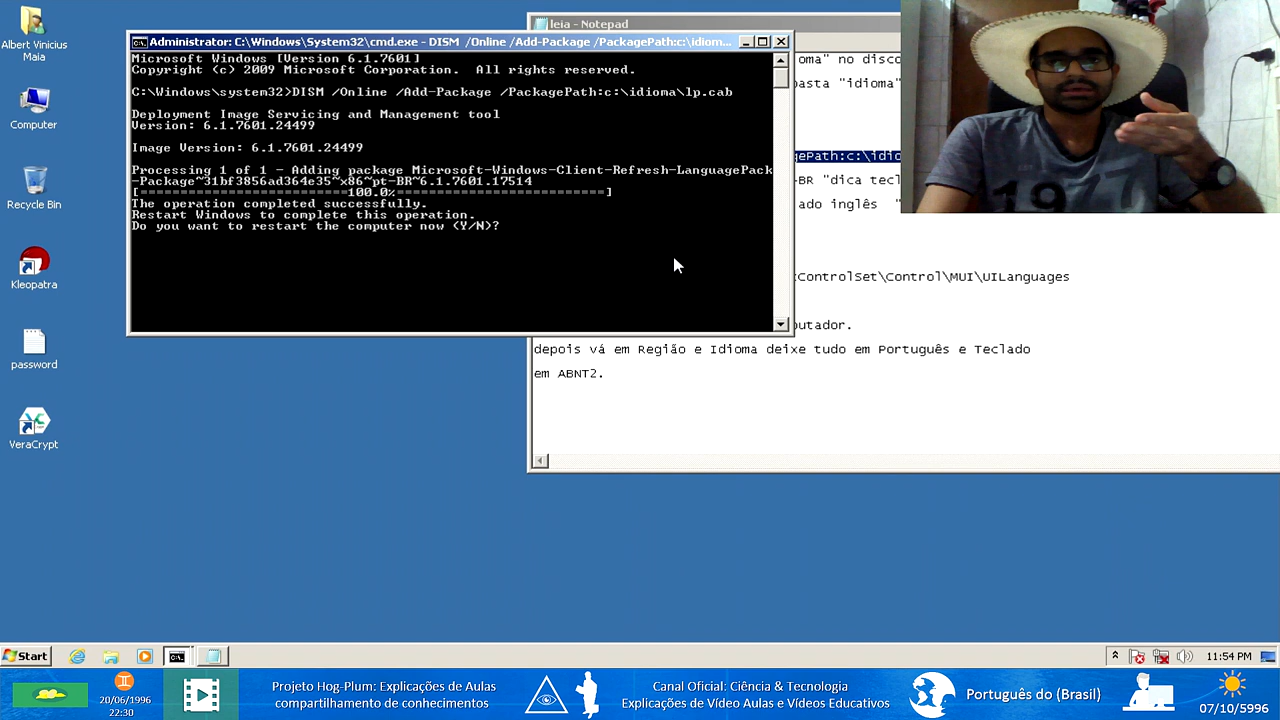 leia - Notepad
Administrator: C:\Windows\System32\cmd.exe - DISM /Online /Add-Package /PackagePath:c:\idiom...
Microsoft Windows [Version 6.1.7601]
Copyright (c) 2009 Microsoft Corporation. All rights reserved.
C:\Windows\system32>DISM /Online /Add-Package /PackagePath:c:\idioma\lp.cab
Deployment Image Servicing and Management tool
Version: 6.1.7601.24499
Image Version: 6.1.7601.24499
Processing 1 of 1 - Adding package Microsoft-Windows-Client-Refresh-LanguagePack
-Package~31bf3856ad364e35~x86~pt-BR~6.1.7601.17514
[===========================100.0%==========================]
The operation completed successfully.
Restart Windows to complete this operation.
Do you want to restart the computer now (Y/N)?
oma" no disco
pasta "idioma"
gePath:c:\idio
-BR "dica tecl
ado inglês "
:ControlSet\Control\MUI\UILanguages
putador.
depois vá em Região e Idioma deixe tudo em Português e Teclado
em ABNT2.
19
Albert Vinicius
Maia
Computer
Recycle Bin
Kleopatra
password
VeraCrypt
Start
11:54 PM
20/06/1996
22:30
Projeto Hog-Plum: Explicações de Aulas
compartilhamento de conhecimentos
Canal Oficial: Ciência & Tecnologia
Explicações de Vídeo Aulas e Vídeos Educativos
Português do (Brasil)
07/10/5996